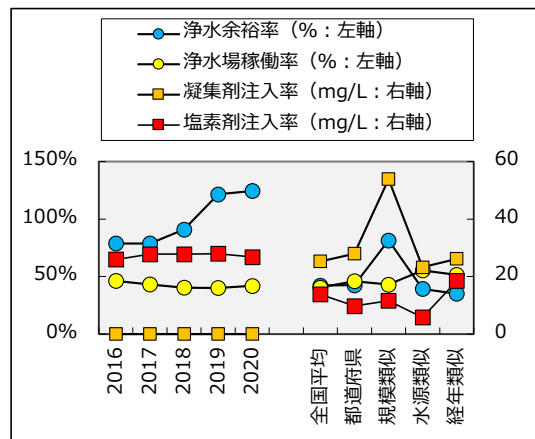 浄水余裕率（%：左軸）
浄水場稼働率（%：左軸）
凝集剤注入率（mg/L：右軸）
塩素剤注入率（mg/L：右軸）
150%
100%
50%
0%
60
40
20
0
2016
2017
2018
2019
2020
全国平均
都道府県
規模類似
水源類似
経年類似